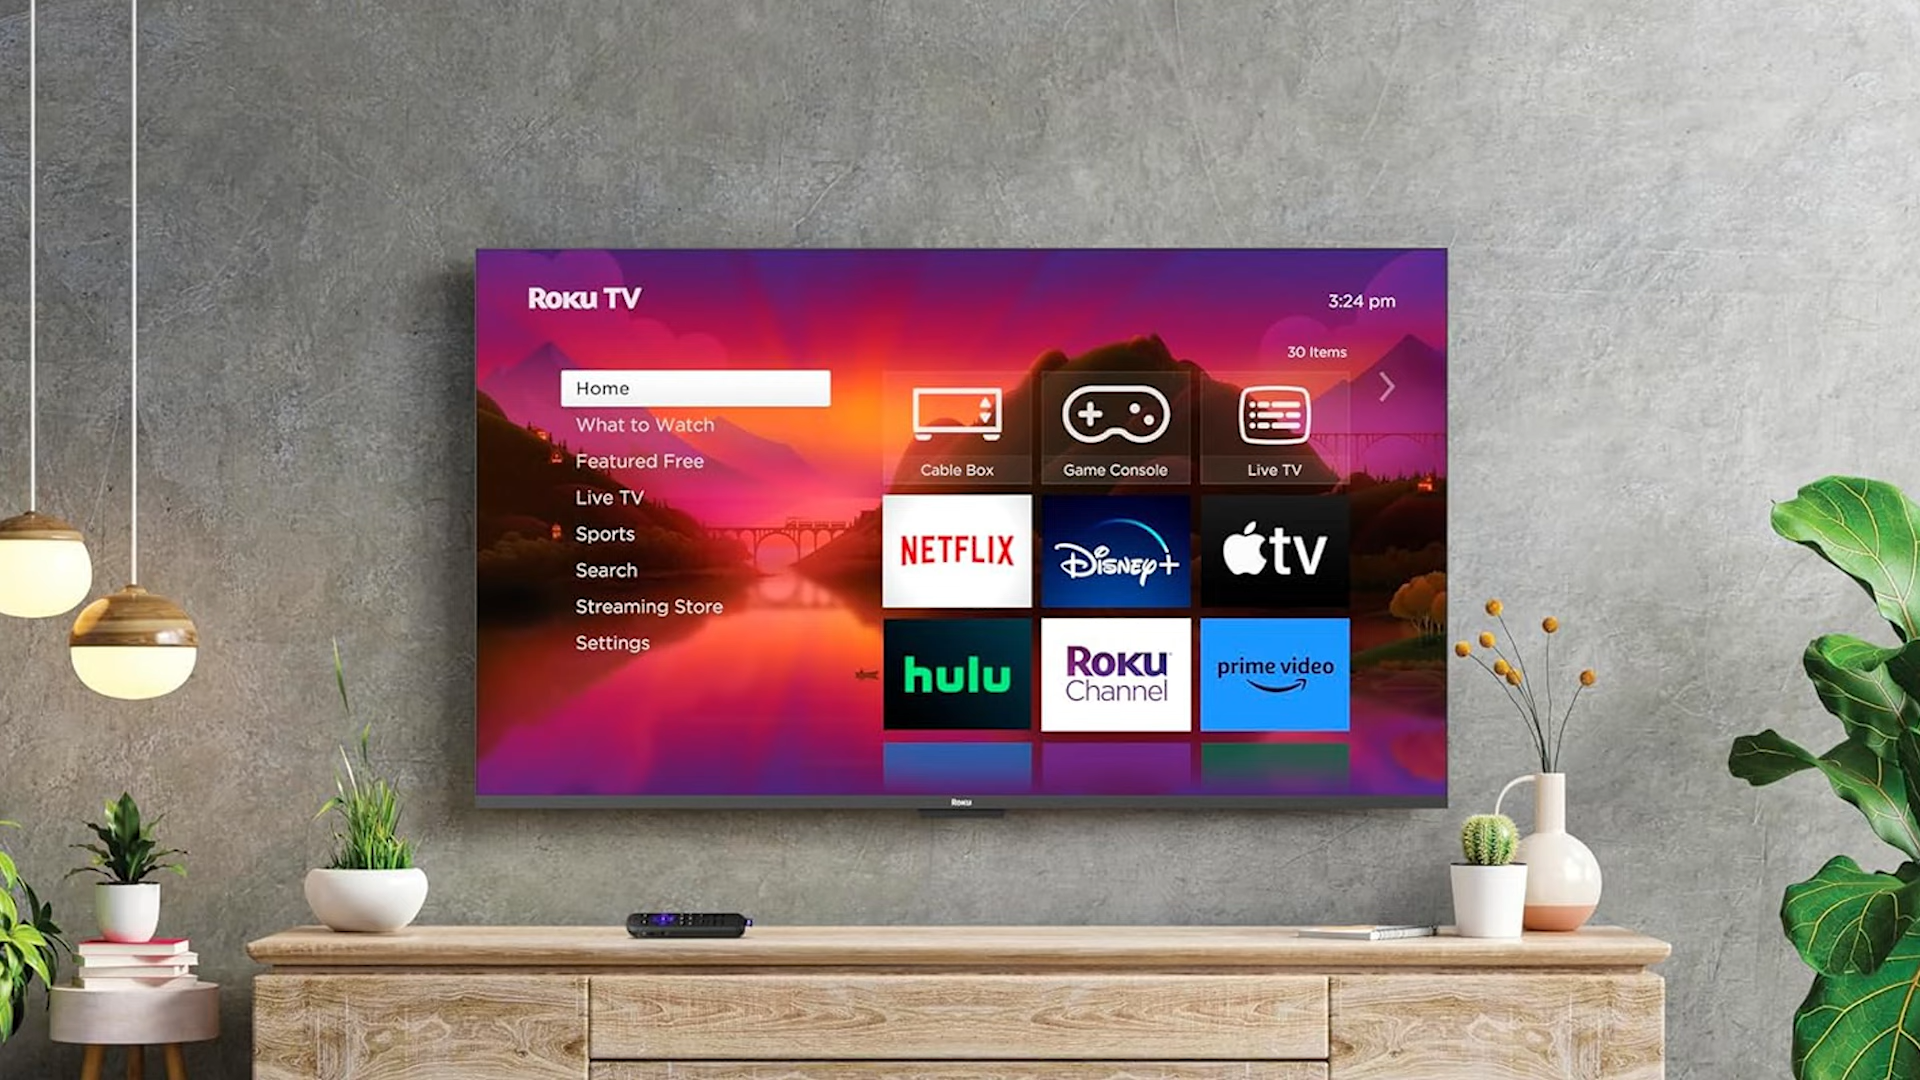 Roku TV
3:24 pm
30 Items
Home
What to Watch
Featured Free
Live TV
Sports
Search
Streaming Store
Settings
Cable Box
Game Console
Live TV
NETFLIX
Disney+
tv
hulu
Roku
Channel
prime video
Roku